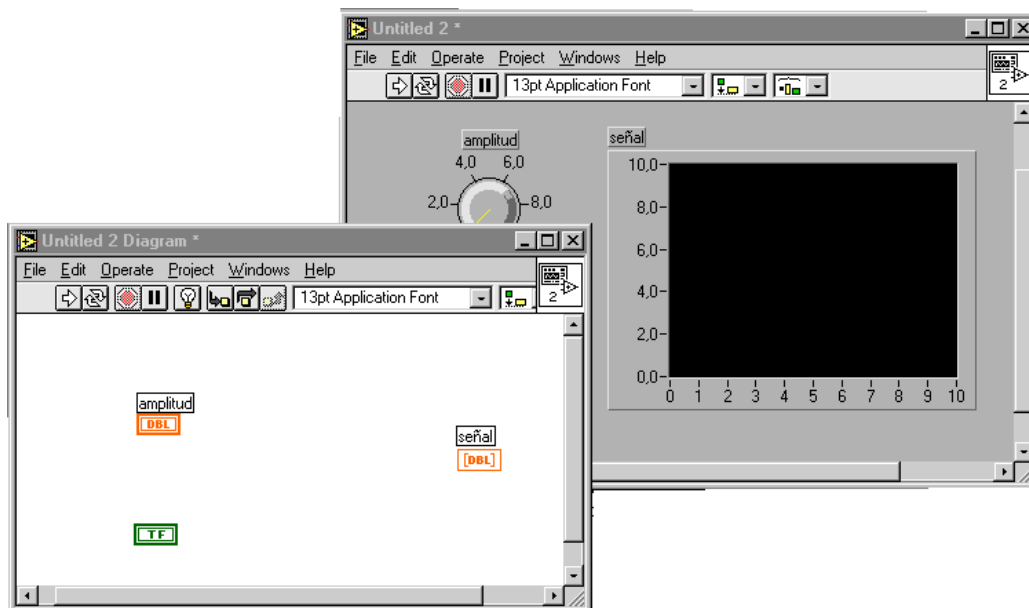 Untitled 2 *
File Edit Operate Project Windows Help
13pt Application Font
2
amplitud
4,0 6,0
2,0 8,0
señal
10,0
8,0
6,0
4,0
2,0
0,0
0 1 2 3 4 5 6 7 8 9 10
Untitled 2 Diagram *
File Edit Operate Project Windows Help
13pt Application Font
2
amplitud
DBL
señal
[DBL]
TF